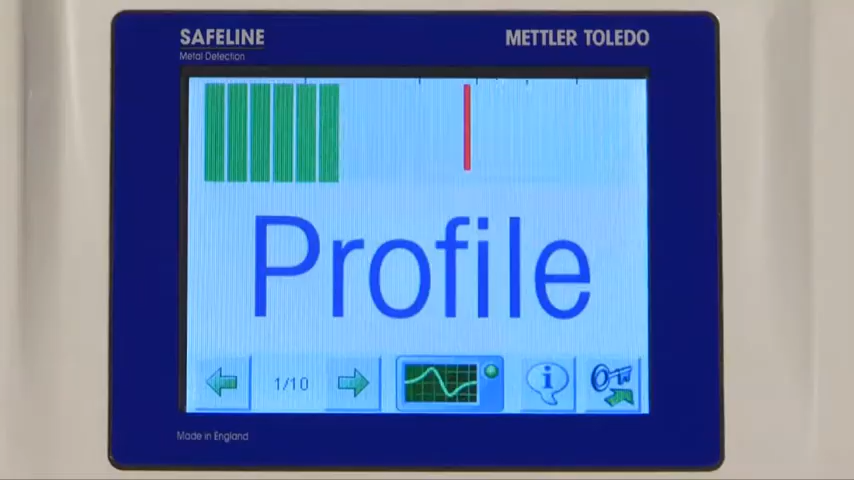 SAFELINE
Metal Detection
METTLER TOLEDO
Profile
1/10
i
Made in England